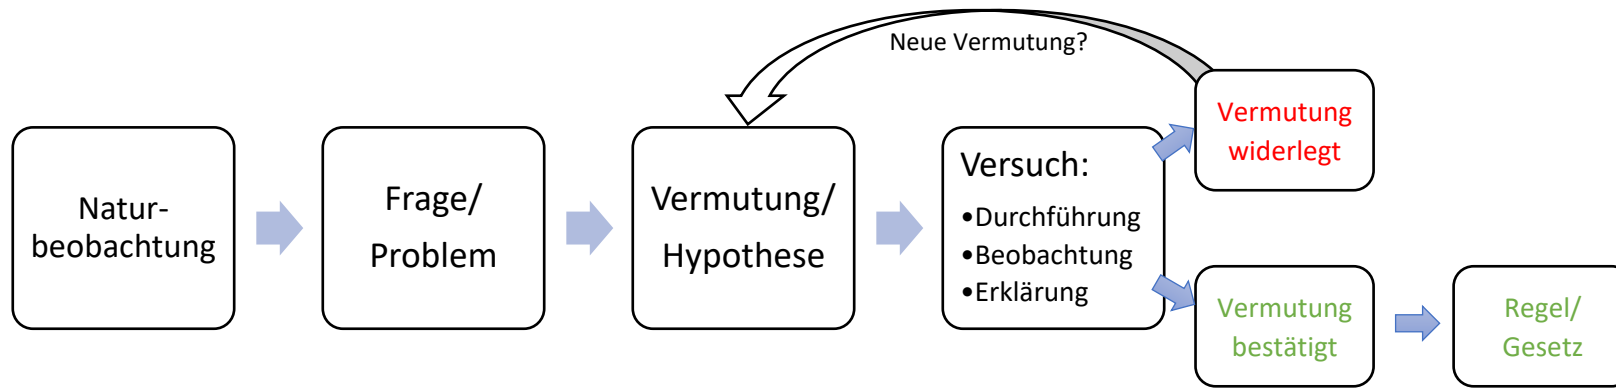 Neue Vermutung?
Natur-
beobachtung
Frage/
Problem
Vermutung/
Hypothese
Versuch:
•Durchführung
•Beobachtung
•Erklärung
Vermutung
widerlegt
Vermutung
bestätigt
Regel/
Gesetz